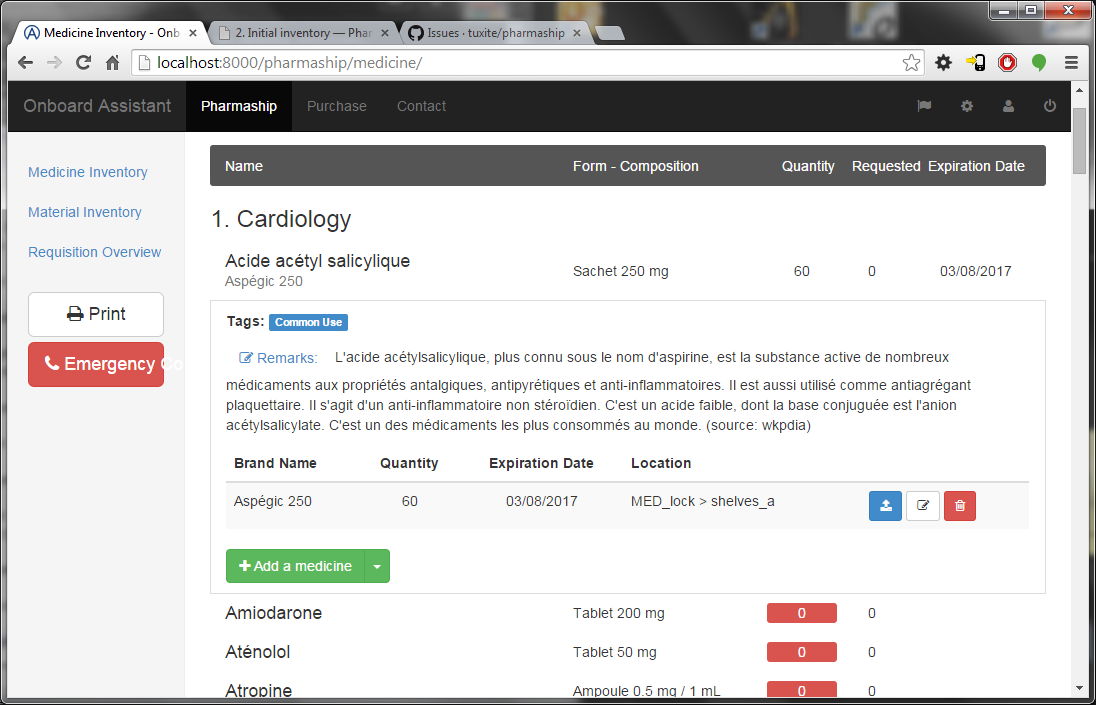 Medicine Inventory - Onb
2. Initial inventory — Phar
Issues · tuxite/pharmaship
localhost:8000/pharmaship/medicine/
Onboard Assistant Pharmaship Purchase Contact
Medicine Inventory
Material Inventory
Requisition Overview
Print
Emergency Co
Name Form - Composition Quantity Requested Expiration Date
1. Cardiology
Acide acétyl salicylique
Aspégic 250
Sachet 250 mg 60 0 03/08/2017
Tags: Common Use
Remarks: L'acide acétylsalicylique, plus connu sous le nom d'aspirine, est la substance active de nombreux
médicaments aux propriétés antalgiques, antipyrétiques et anti-inflammatoires. Il est aussi utilisé comme antiagrégant
plaquettaire. Il s'agit d'un anti-inflammatoire non stéroïdien. C'est un acide faible, dont la base conjuguée est l'anion
acétylsalicylate. C'est un des médicaments les plus consommés au monde. (source: wkpdia)
Brand Name Quantity Expiration Date Location
Aspégic 250 60 03/08/2017 MED_lock > shelves_a
Add a medicine
Amiodarone Tablet 200 mg 0 0
Aténolol Tablet 50 mg 0 0
Atropine Ampoule 0.5 mg / 1 mL 0 0